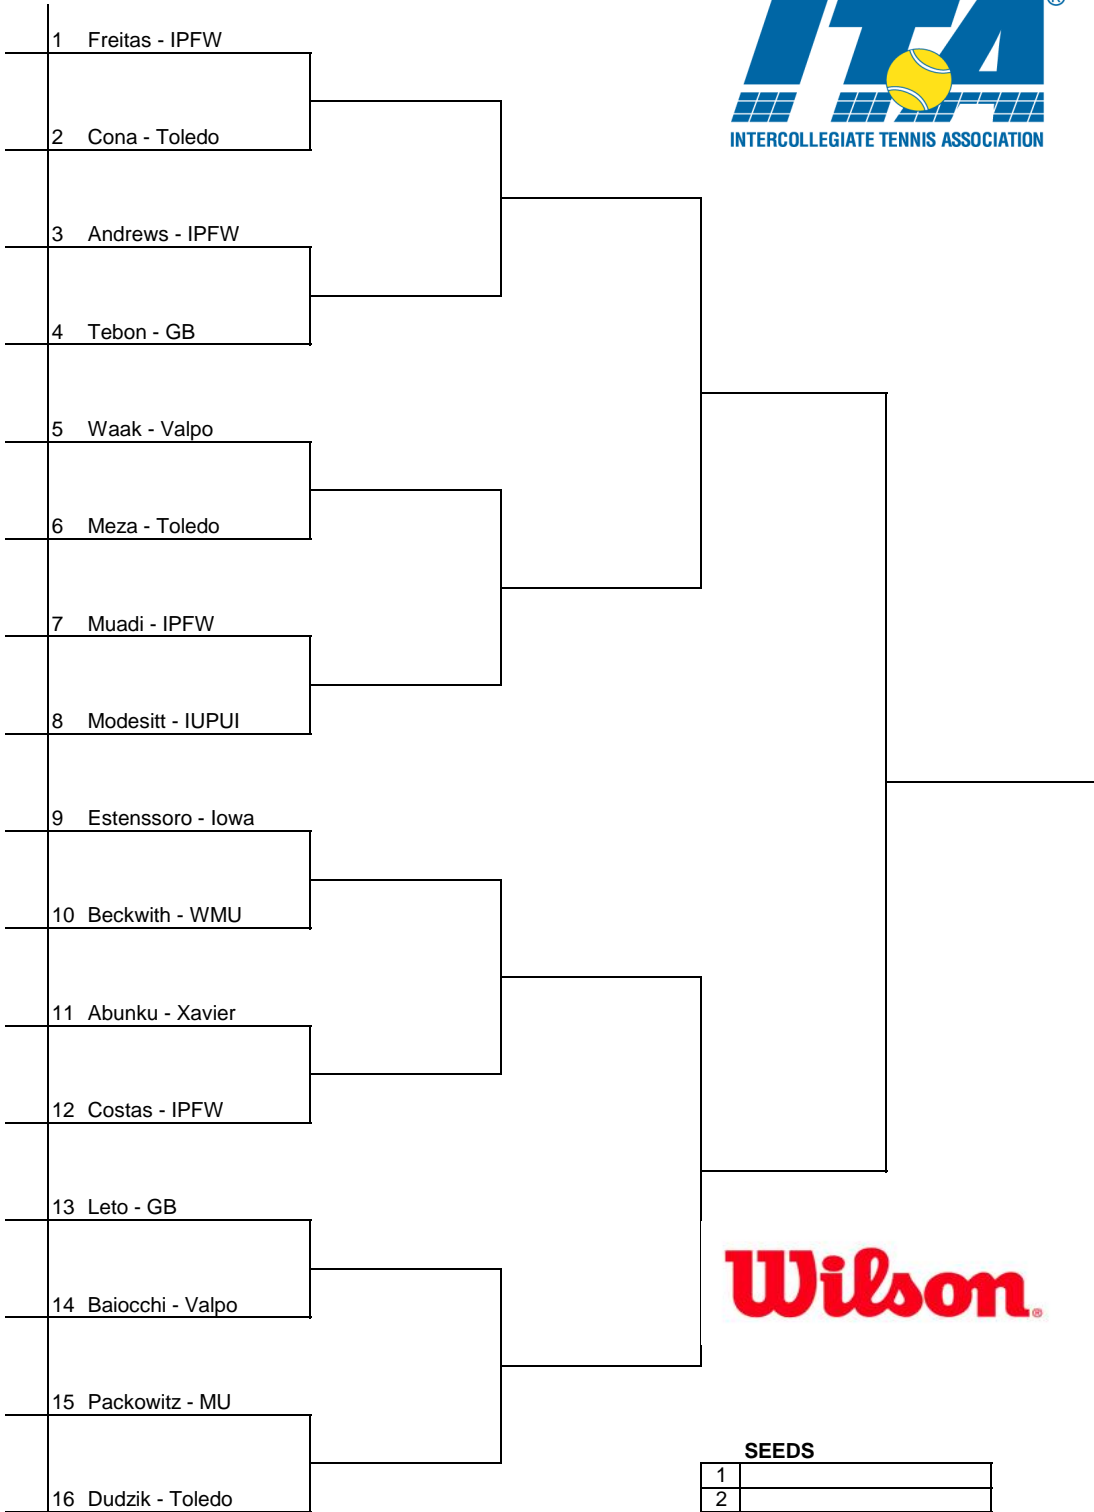 ITA®
INTERCOLLEGIATE TENNIS ASSOCIATION
1 Freitas - IPFW
2 Cona - Toledo
3 Andrews - IPFW
4 Tebon - GB
5 Waak - Valpo
6 Meza - Toledo
7 Muadi - IPFW
8 Modesitt - IUPUI
9 Estenssoro - Iowa
10 Beckwith - WMU
11 Abunku - Xavier
12 Costas - IPFW
13 Leto - GB
14 Baiocchi - Valpo
15 Packowitz - MU
16 Dudzik - Toledo
Wilson®
SEEDS
1
2